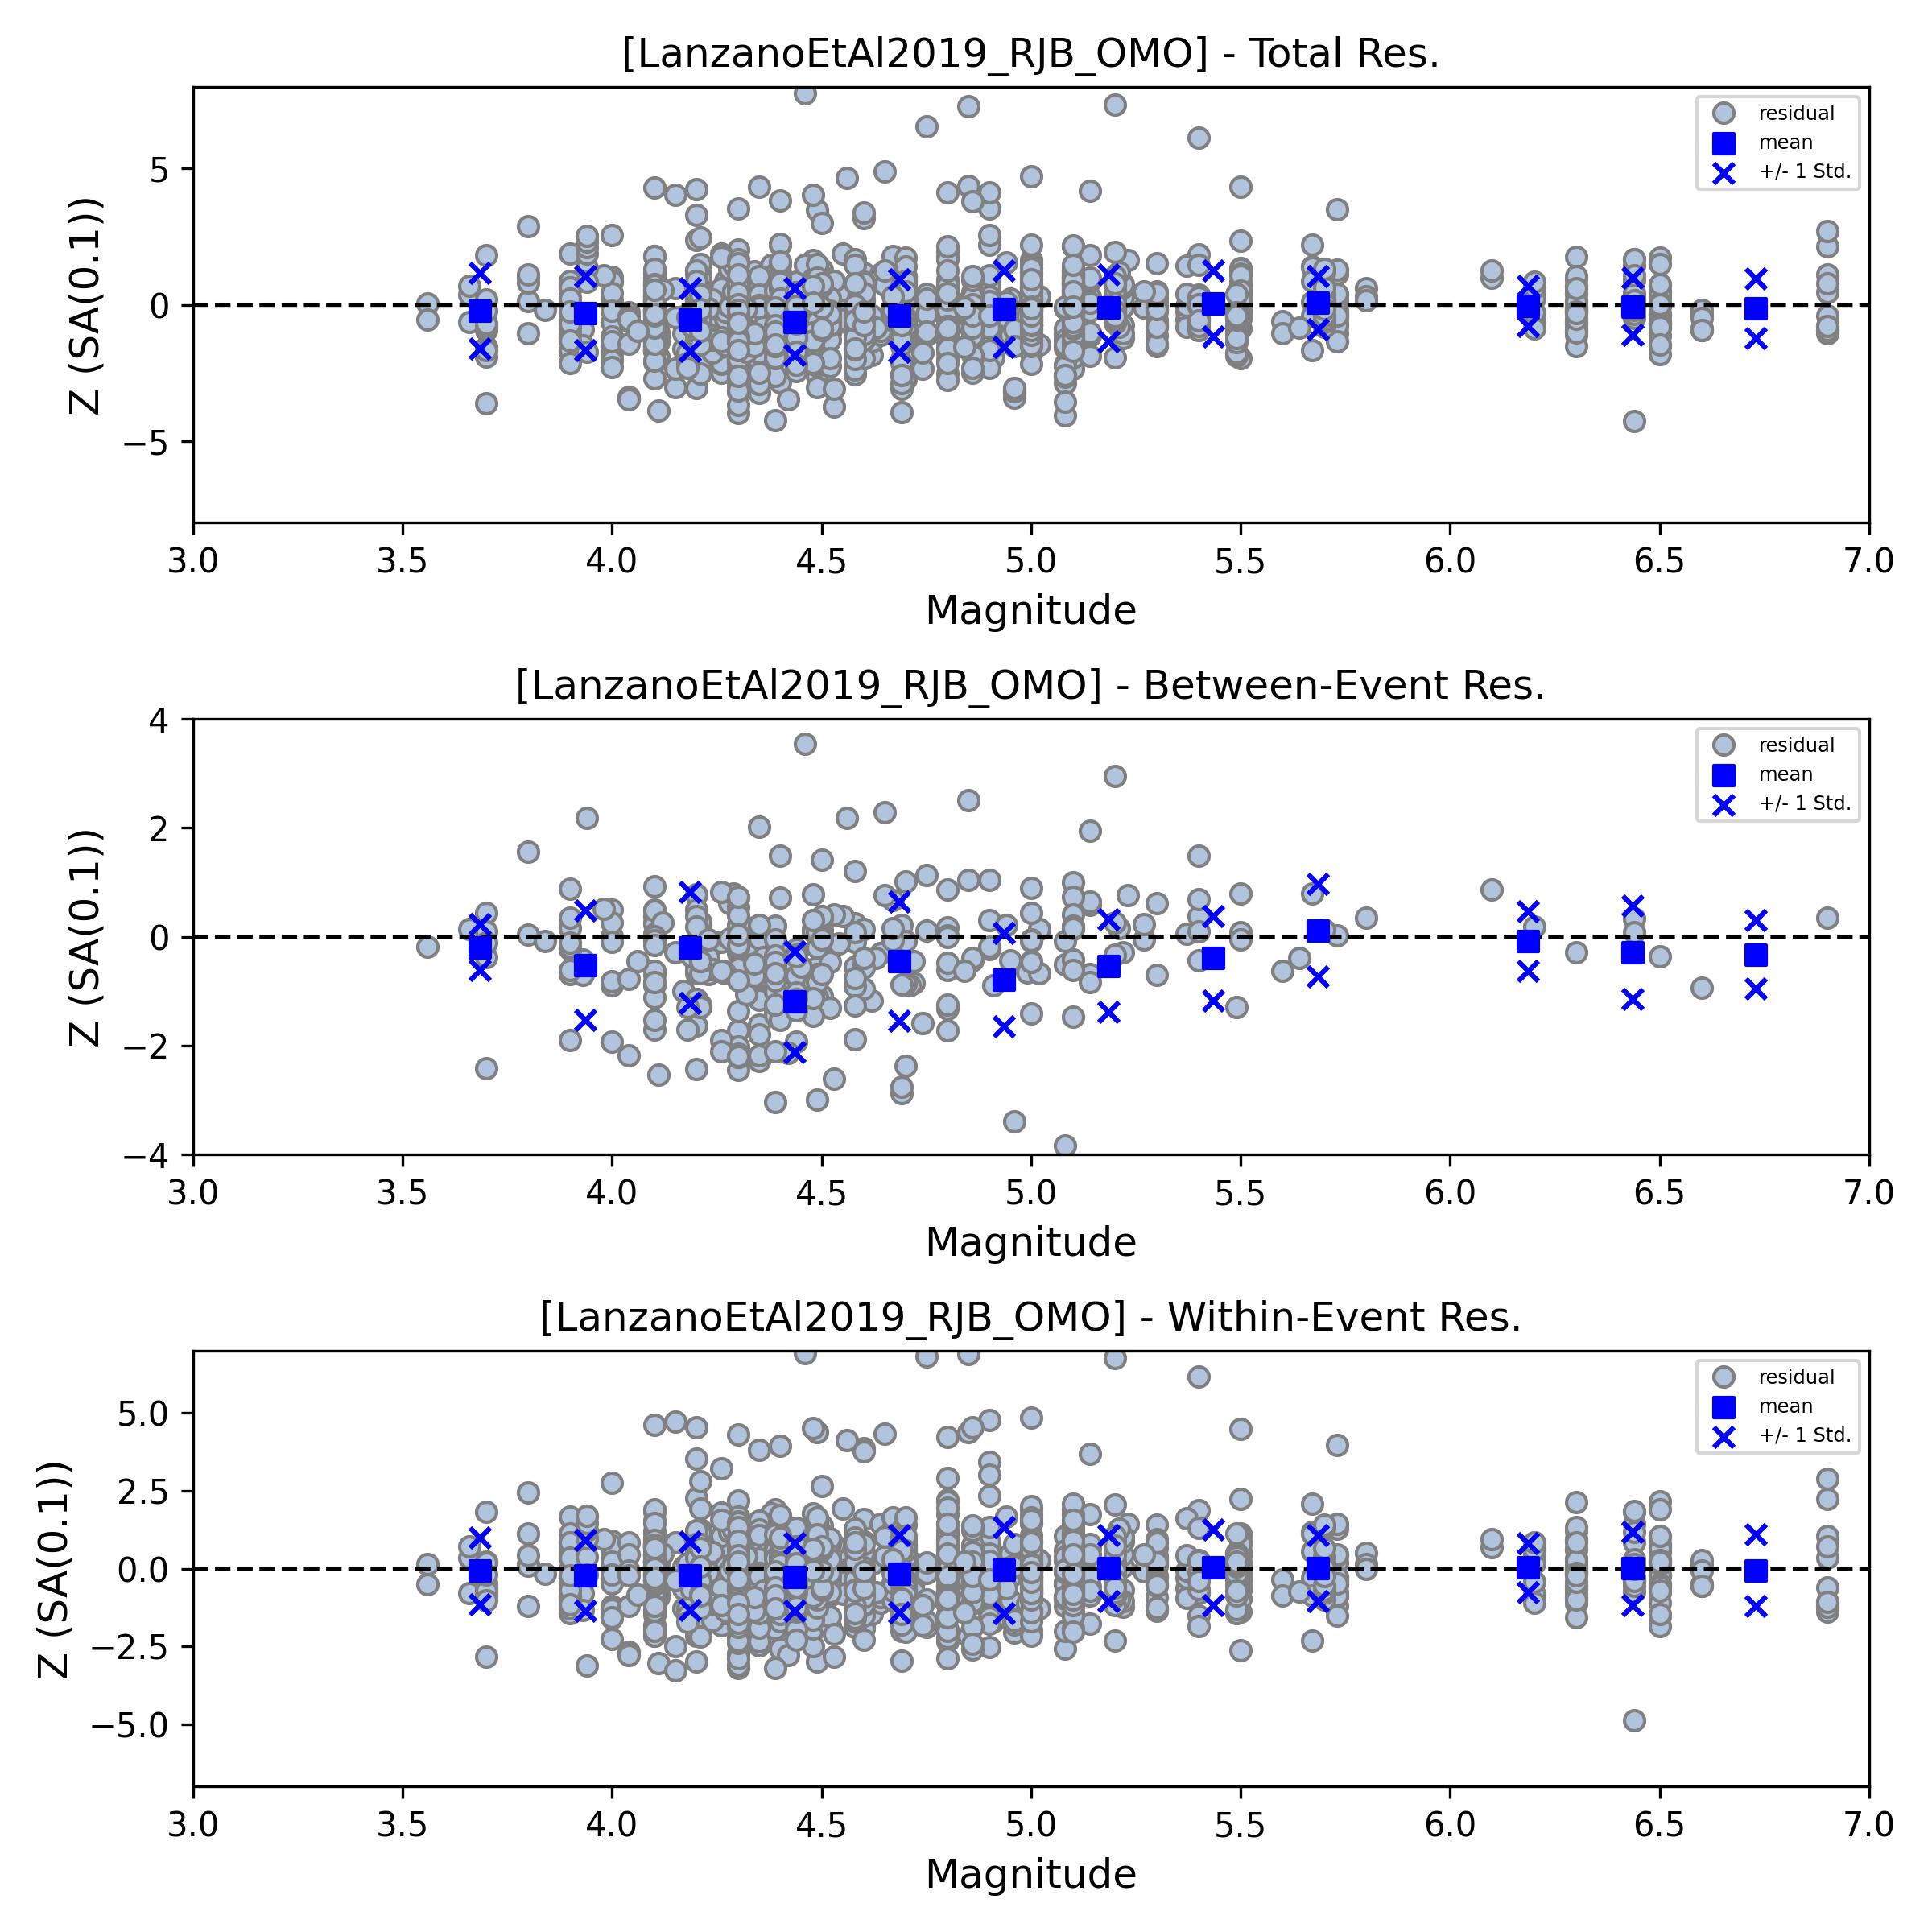 [LanzanoEtAl2019_RJB_OMO] - Total Res.
Z (SA(0.1))
5
0
−5
residual
mean
+/- 1 Std.
3.0 3.5 4.0 4.5 5.0 5.5 6.0 6.5 7.0
Magnitude
[LanzanoEtAl2019_RJB_OMO] - Between-Event Res.
Z (SA(0.1))
4
2
0
−2
−4
residual
mean
+/- 1 Std.
3.0 3.5 4.0 4.5 5.0 5.5 6.0 6.5 7.0
Magnitude
[LanzanoEtAl2019_RJB_OMO] - Within-Event Res.
Z (SA(0.1))
5.0
2.5
0.0
−2.5
−5.0
residual
mean
+/- 1 Std.
3.0 3.5 4.0 4.5 5.0 5.5 6.0 6.5 7.0
Magnitude